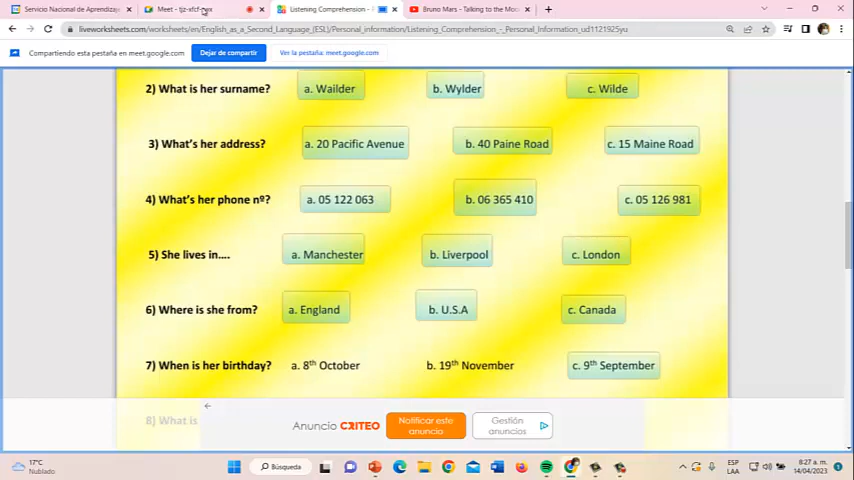 Servicio Nacional de Aprendizaje
Meet - tjz-xfcf-
Listening Comprehension -
Bruno Mars - Talking to the Moo
liveworksheets.com/worksheets/en/English_as_a_Second_Language_(ESL)/Personal_information/Listening_Comprehension_-_Personal_Information_ud1121925yu
Compartiendo esta pestaña en meet.google.com
Dejar de compartir
Ver la pestaña: meet.google.com
2) What is her surname? a. Wailder b. Wylder c. Wilde
3) What's her address? a. 20 Pacific Avenue b. 40 Paine Road c. 15 Maine Road
4) What's her phone nº? a. 05 122 063 b. 06 365 410 c. 05 126 981
5) She lives in.... a. Manchester b. Liverpool c. London
6) Where is she from? a. England b. U.S.A c. Canada
7) When is her birthday? a. 8th October b. 19th November c. 9th September
8) What is
Anuncio CRITEO
Notificar este
anuncio
Gestión
anuncios
17°C
Nublado
Búsqueda
ESP
LAA
8:27 a. m.
14/04/2023